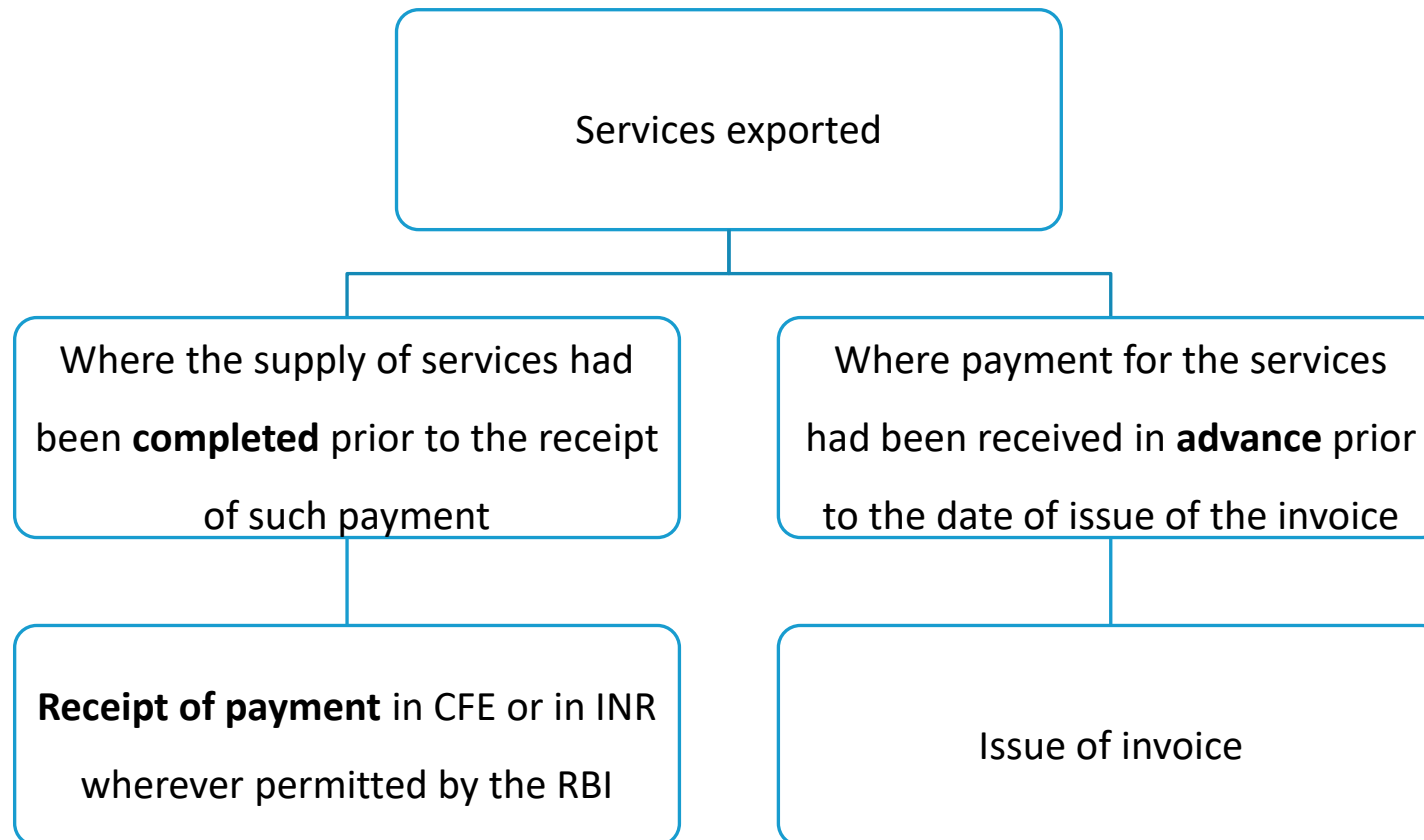 Services exported
Where the supply of services had
been completed prior to the receipt
of such payment
Where payment for the services
had been received in advance prior
to the date of issue of the invoice
Receipt of payment in CFE or in INR
wherever permitted by the RBI
Issue of invoice